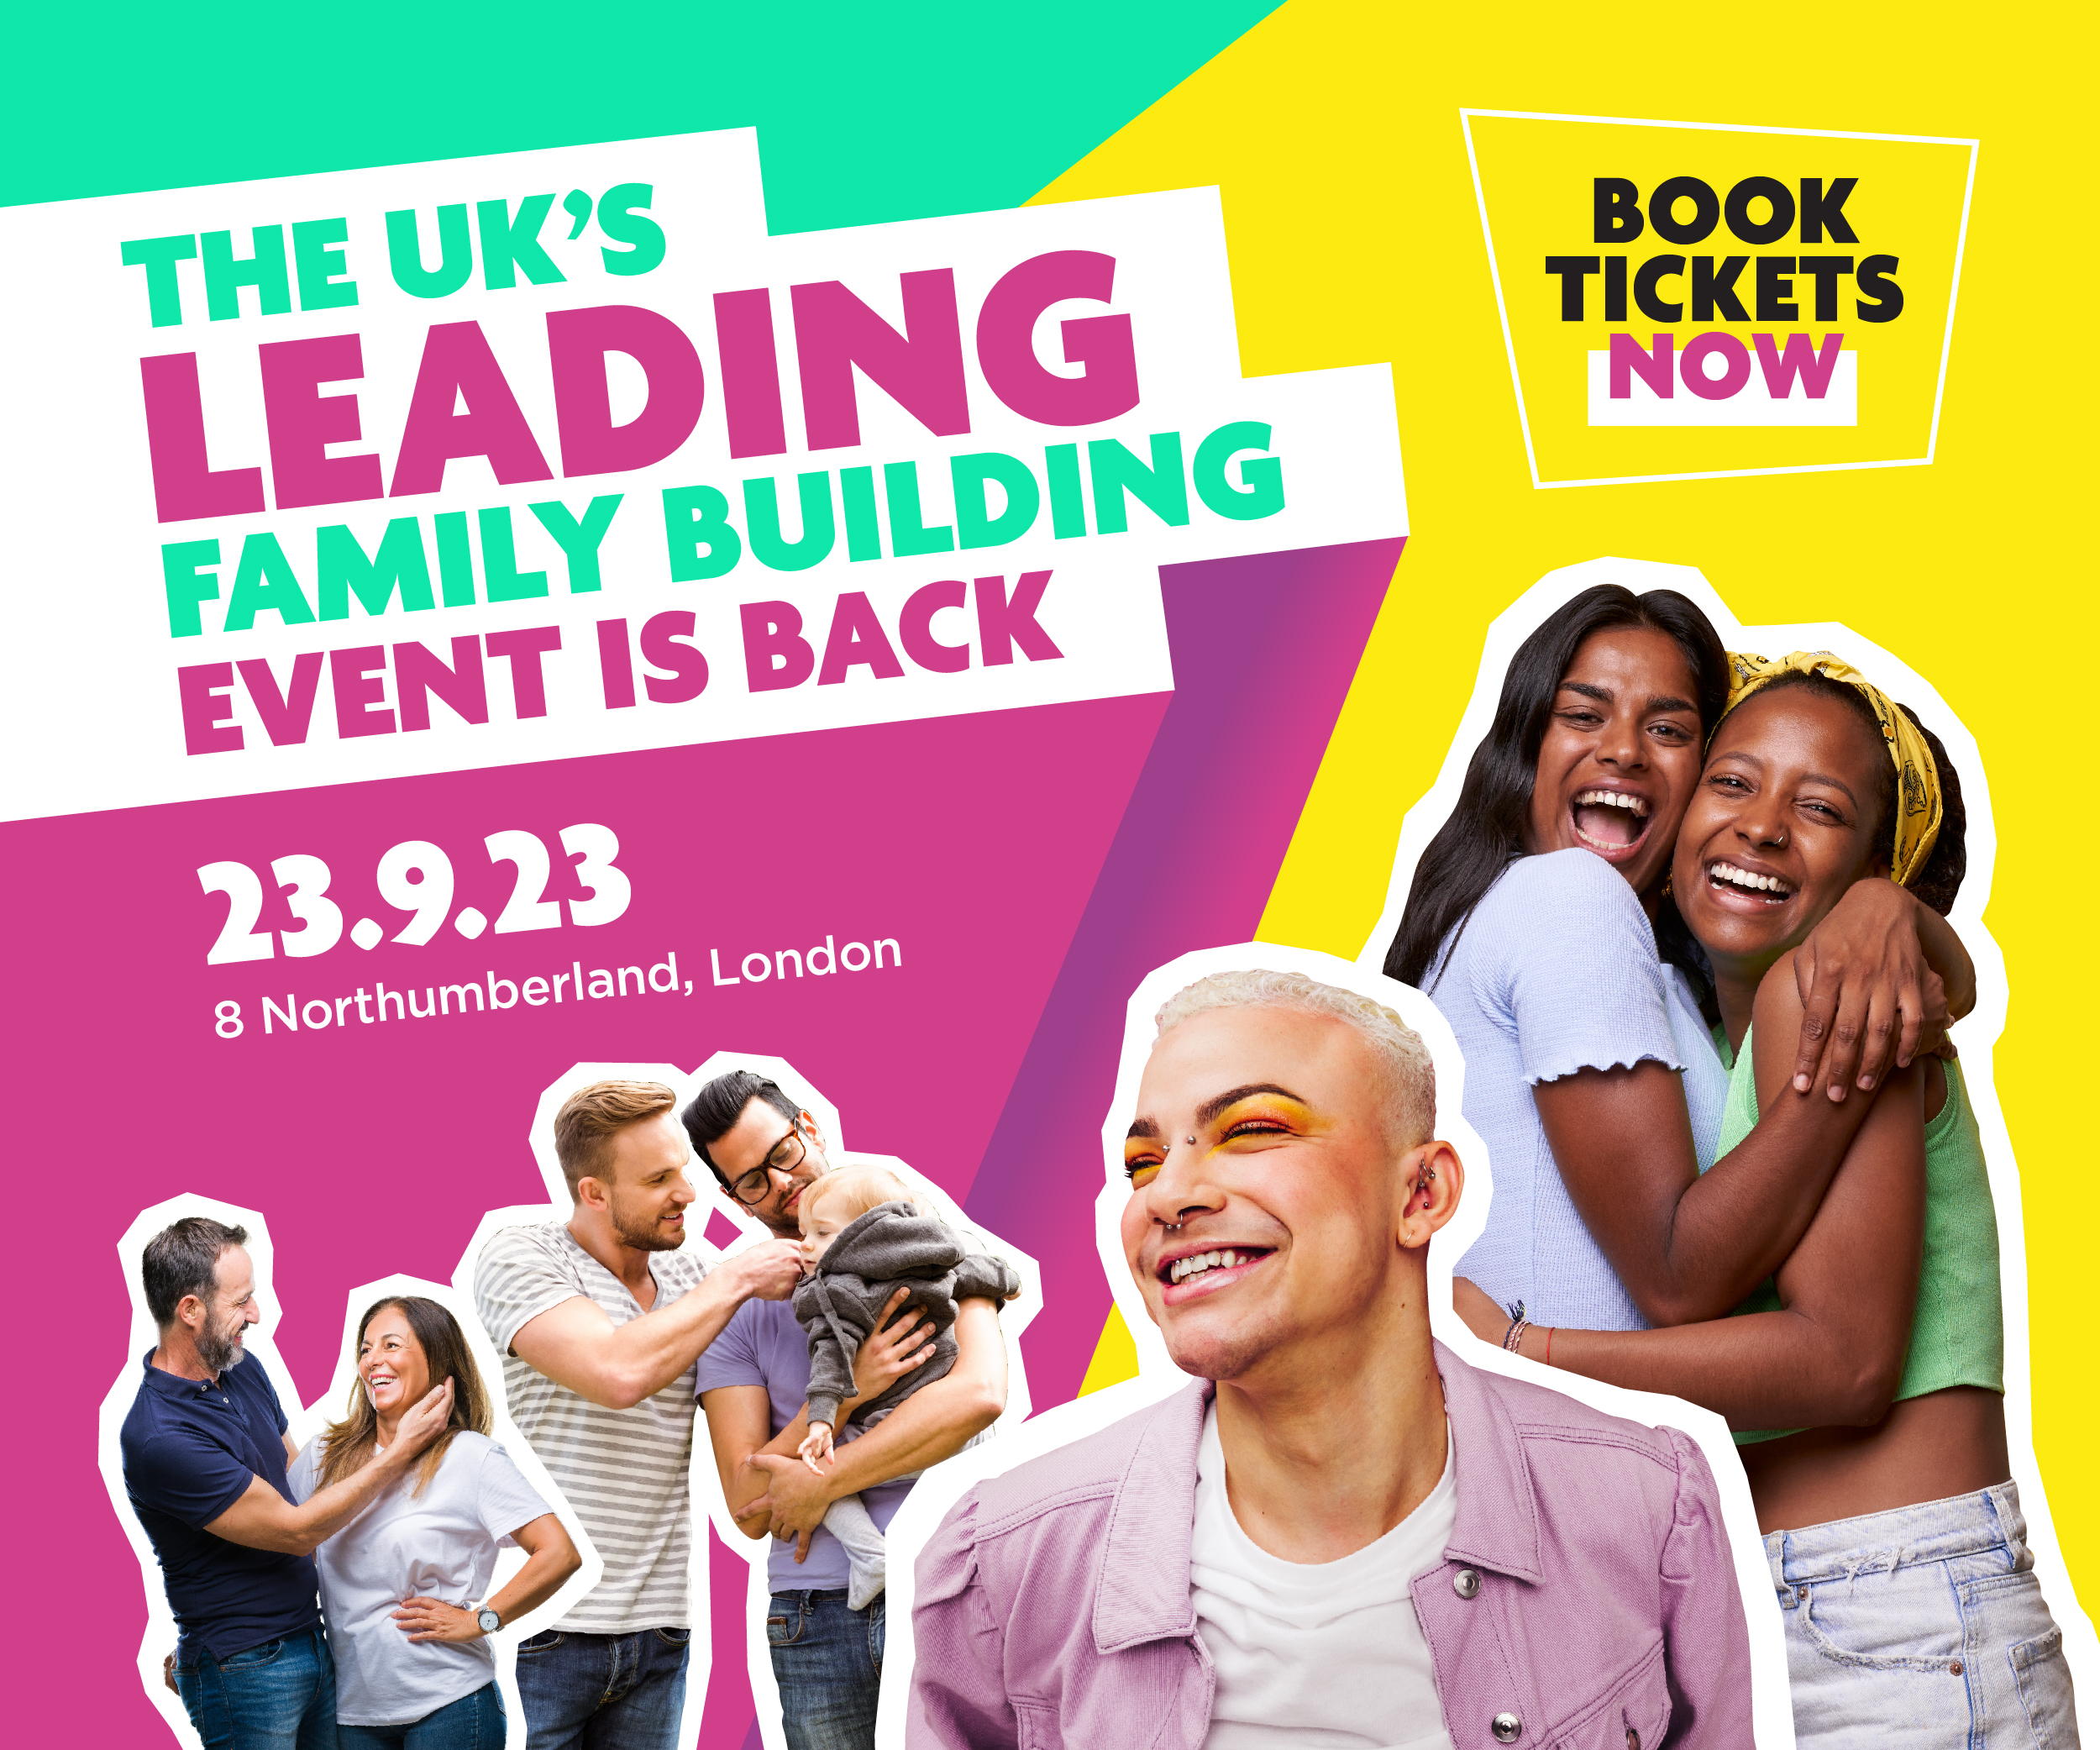 THE UK'S
LEADING
FAMILY BUILDING
EVENT IS BACK
23.9.23
8 Northumberland, London
BOOK
TICKETS
NOW